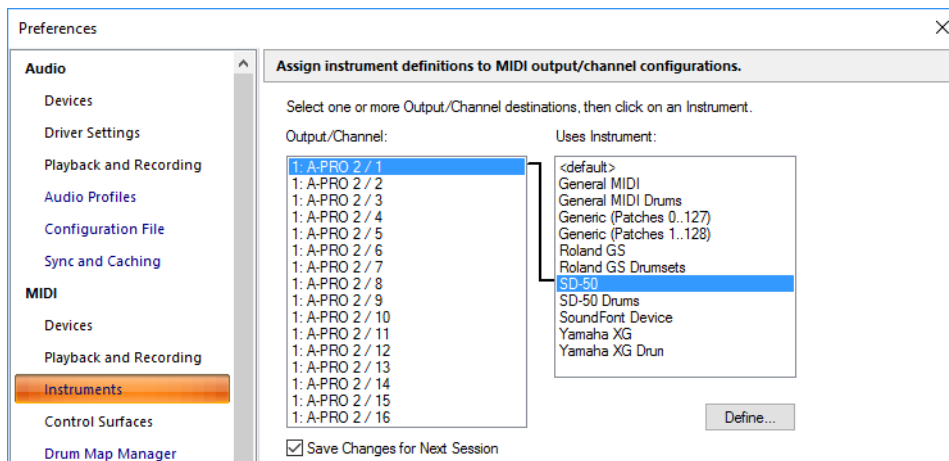 Preferences
Audio
Devices
Driver Settings
Playback and Recording
Audio Profiles
Configuration File
Sync and Caching
MIDI
Devices
Playback and Recording
Instruments
Control Surfaces
Drum Map Manager
Assign instrument definitions to MIDI output/channel configurations.
Select one or more Output/Channel destinations, then click on an Instrument.
Output/Channel:
1: A-PRO 2 / 1
1: A-PRO 2 / 2
1: A-PRO 2 / 3
1: A-PRO 2 / 4
1: A-PRO 2 / 5
1: A-PRO 2 / 6
1: A-PRO 2 / 7
1: A-PRO 2 / 8
1: A-PRO 2 / 9
1: A-PRO 2 / 10
1: A-PRO 2 / 11
1: A-PRO 2 / 12
1: A-PRO 2 / 13
1: A-PRO 2 / 14
1: A-PRO 2 / 15
1: A-PRO 2 / 16
Uses Instrument:
<default>
General MIDI
General MIDI Drums
Generic (Patches 0..127)
Generic (Patches 1..128)
Roland GS
Roland GS Drumsets
SD-50
SD-50 Drums
SoundFont Device
Yamaha XG
Yamaha XG Drun
Define...
Save Changes for Next Session